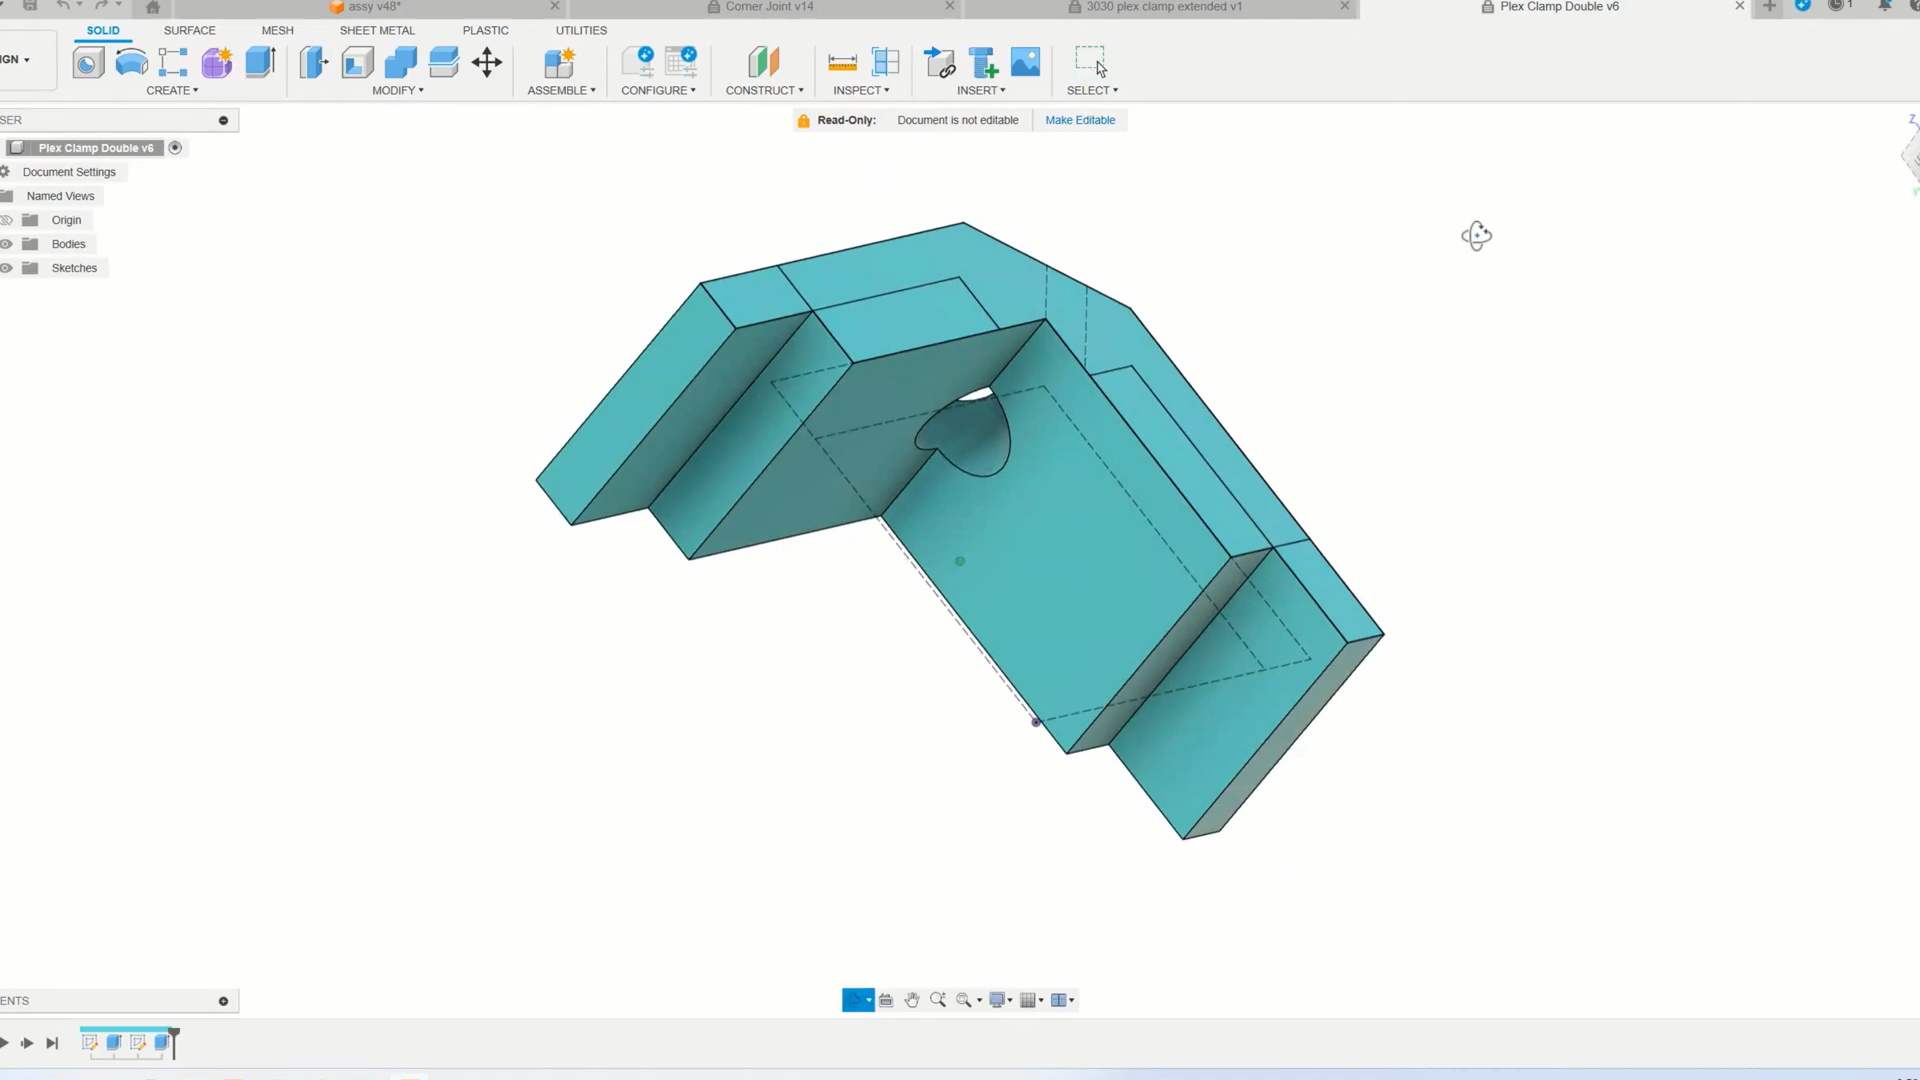 assy v48*
Corner Joint v14
3030 plex clamp extended v1
Plex Clamp Double v6
1
SOLID
SURFACE
MESH
SHEET METAL
PLASTIC
UTILITIES
IGN
CREATE
MODIFY
ASSEMBLE
CONFIGURE
CONSTRUCT
INSPECT
INSERT
SELECT
SER
Read-Only: Document is not editable Make Editable
Z
Plex Clamp Double v6
Document Settings
Named Views
Origin
Bodies
Sketches
ENTS